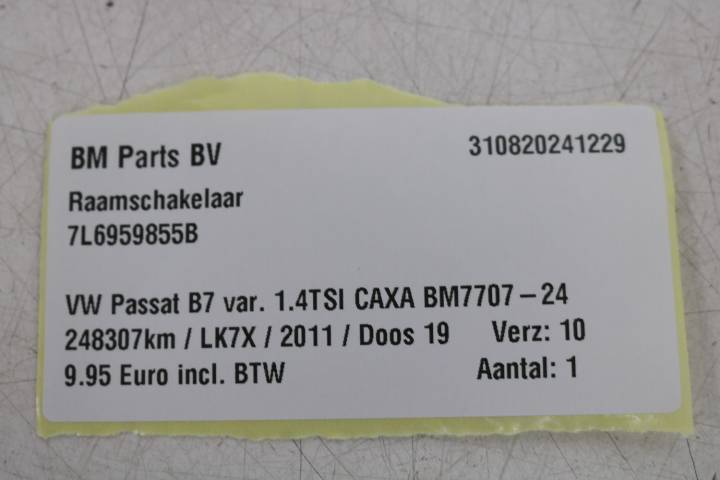 BM Parts BV 310820241229
Raamschakelaar
7L6959855B
VW Passat B7 var. 1.4TSI CAXA BM7707-24
248307km / LK7X / 2011 / Doos 19 Verz: 10
9.95 Euro incl. BTW Aantal: 1